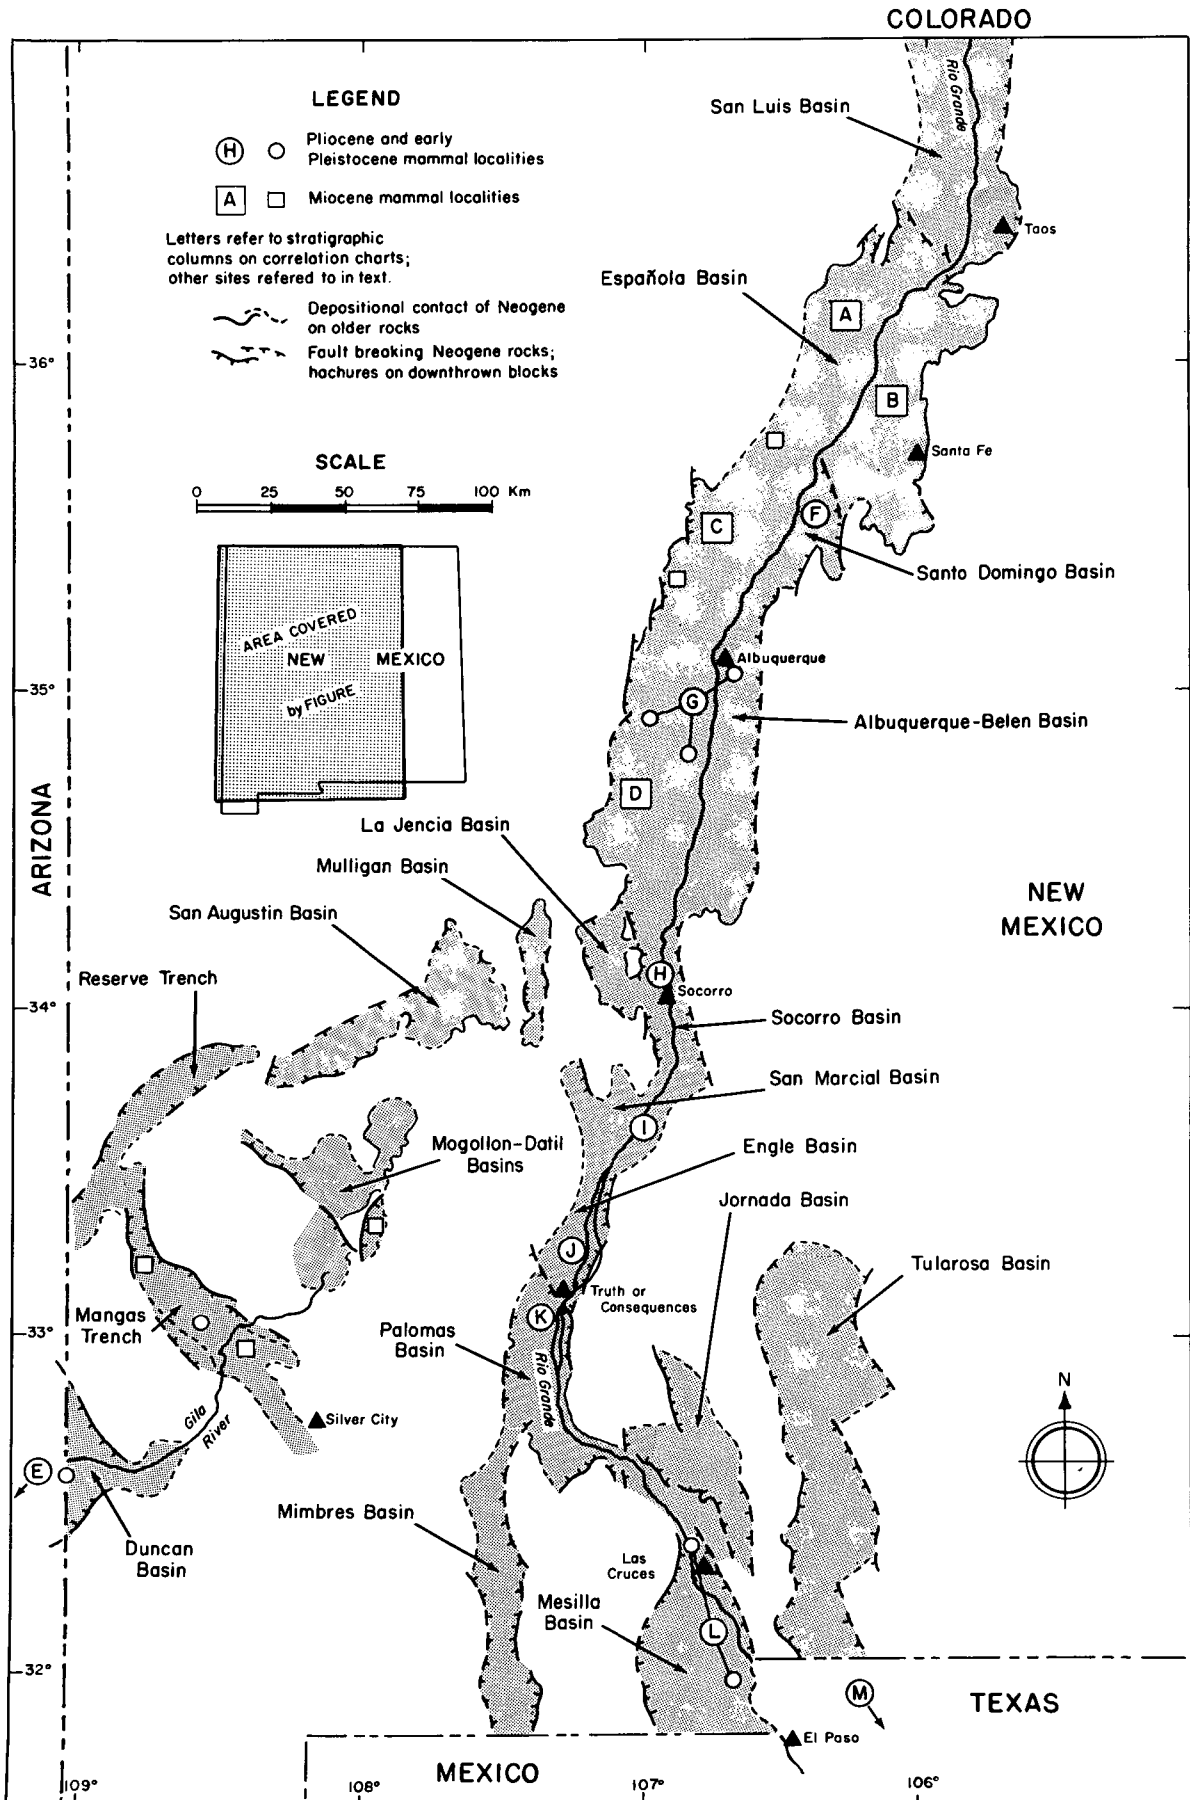 COLORADO
LEGEND
H Pliocene and early
Pleistocene mammal localities
A Miocene mammal localities
Letters refer to stratigraphic
columns on correlation charts;
other sites refered to in text.
Depositional contact of Neogene
on older rocks
Fault breaking Neogene rocks;
hachures on downthrown blocks
SCALE
0 25 50 75 100 Km
AREA COVERED
NEW MEXICO
by FIGURE
Rio Grande
San Luis Basin
Taos
Española Basin
A
36°
B
Santa Fe
C
F
Santo Domingo Basin
Albuquerque
35°
G
Albuquerque-Belen Basin
D
ARIZONA
La Jencia Basin
Mulligan Basin
San Augustin Basin
NEW
MEXICO
Reserve Trench
H
Socorro
34°
Socorro Basin
San Marcial Basin
I
Mogollon-Datil
Basins
Engle Basin
Jornada Basin
J
Tularosa Basin
Truth or
Consequences
K
Mangas
Trench
33°
Palomas
Basin
Rio Grande
N
Gila
River
Silver City
E
Mimbres Basin
Duncan
Basin
Las
Cruces
Mesilla
Basin
L
32°
M
TEXAS
El Paso
MEXICO
109° 108° 107° 106°